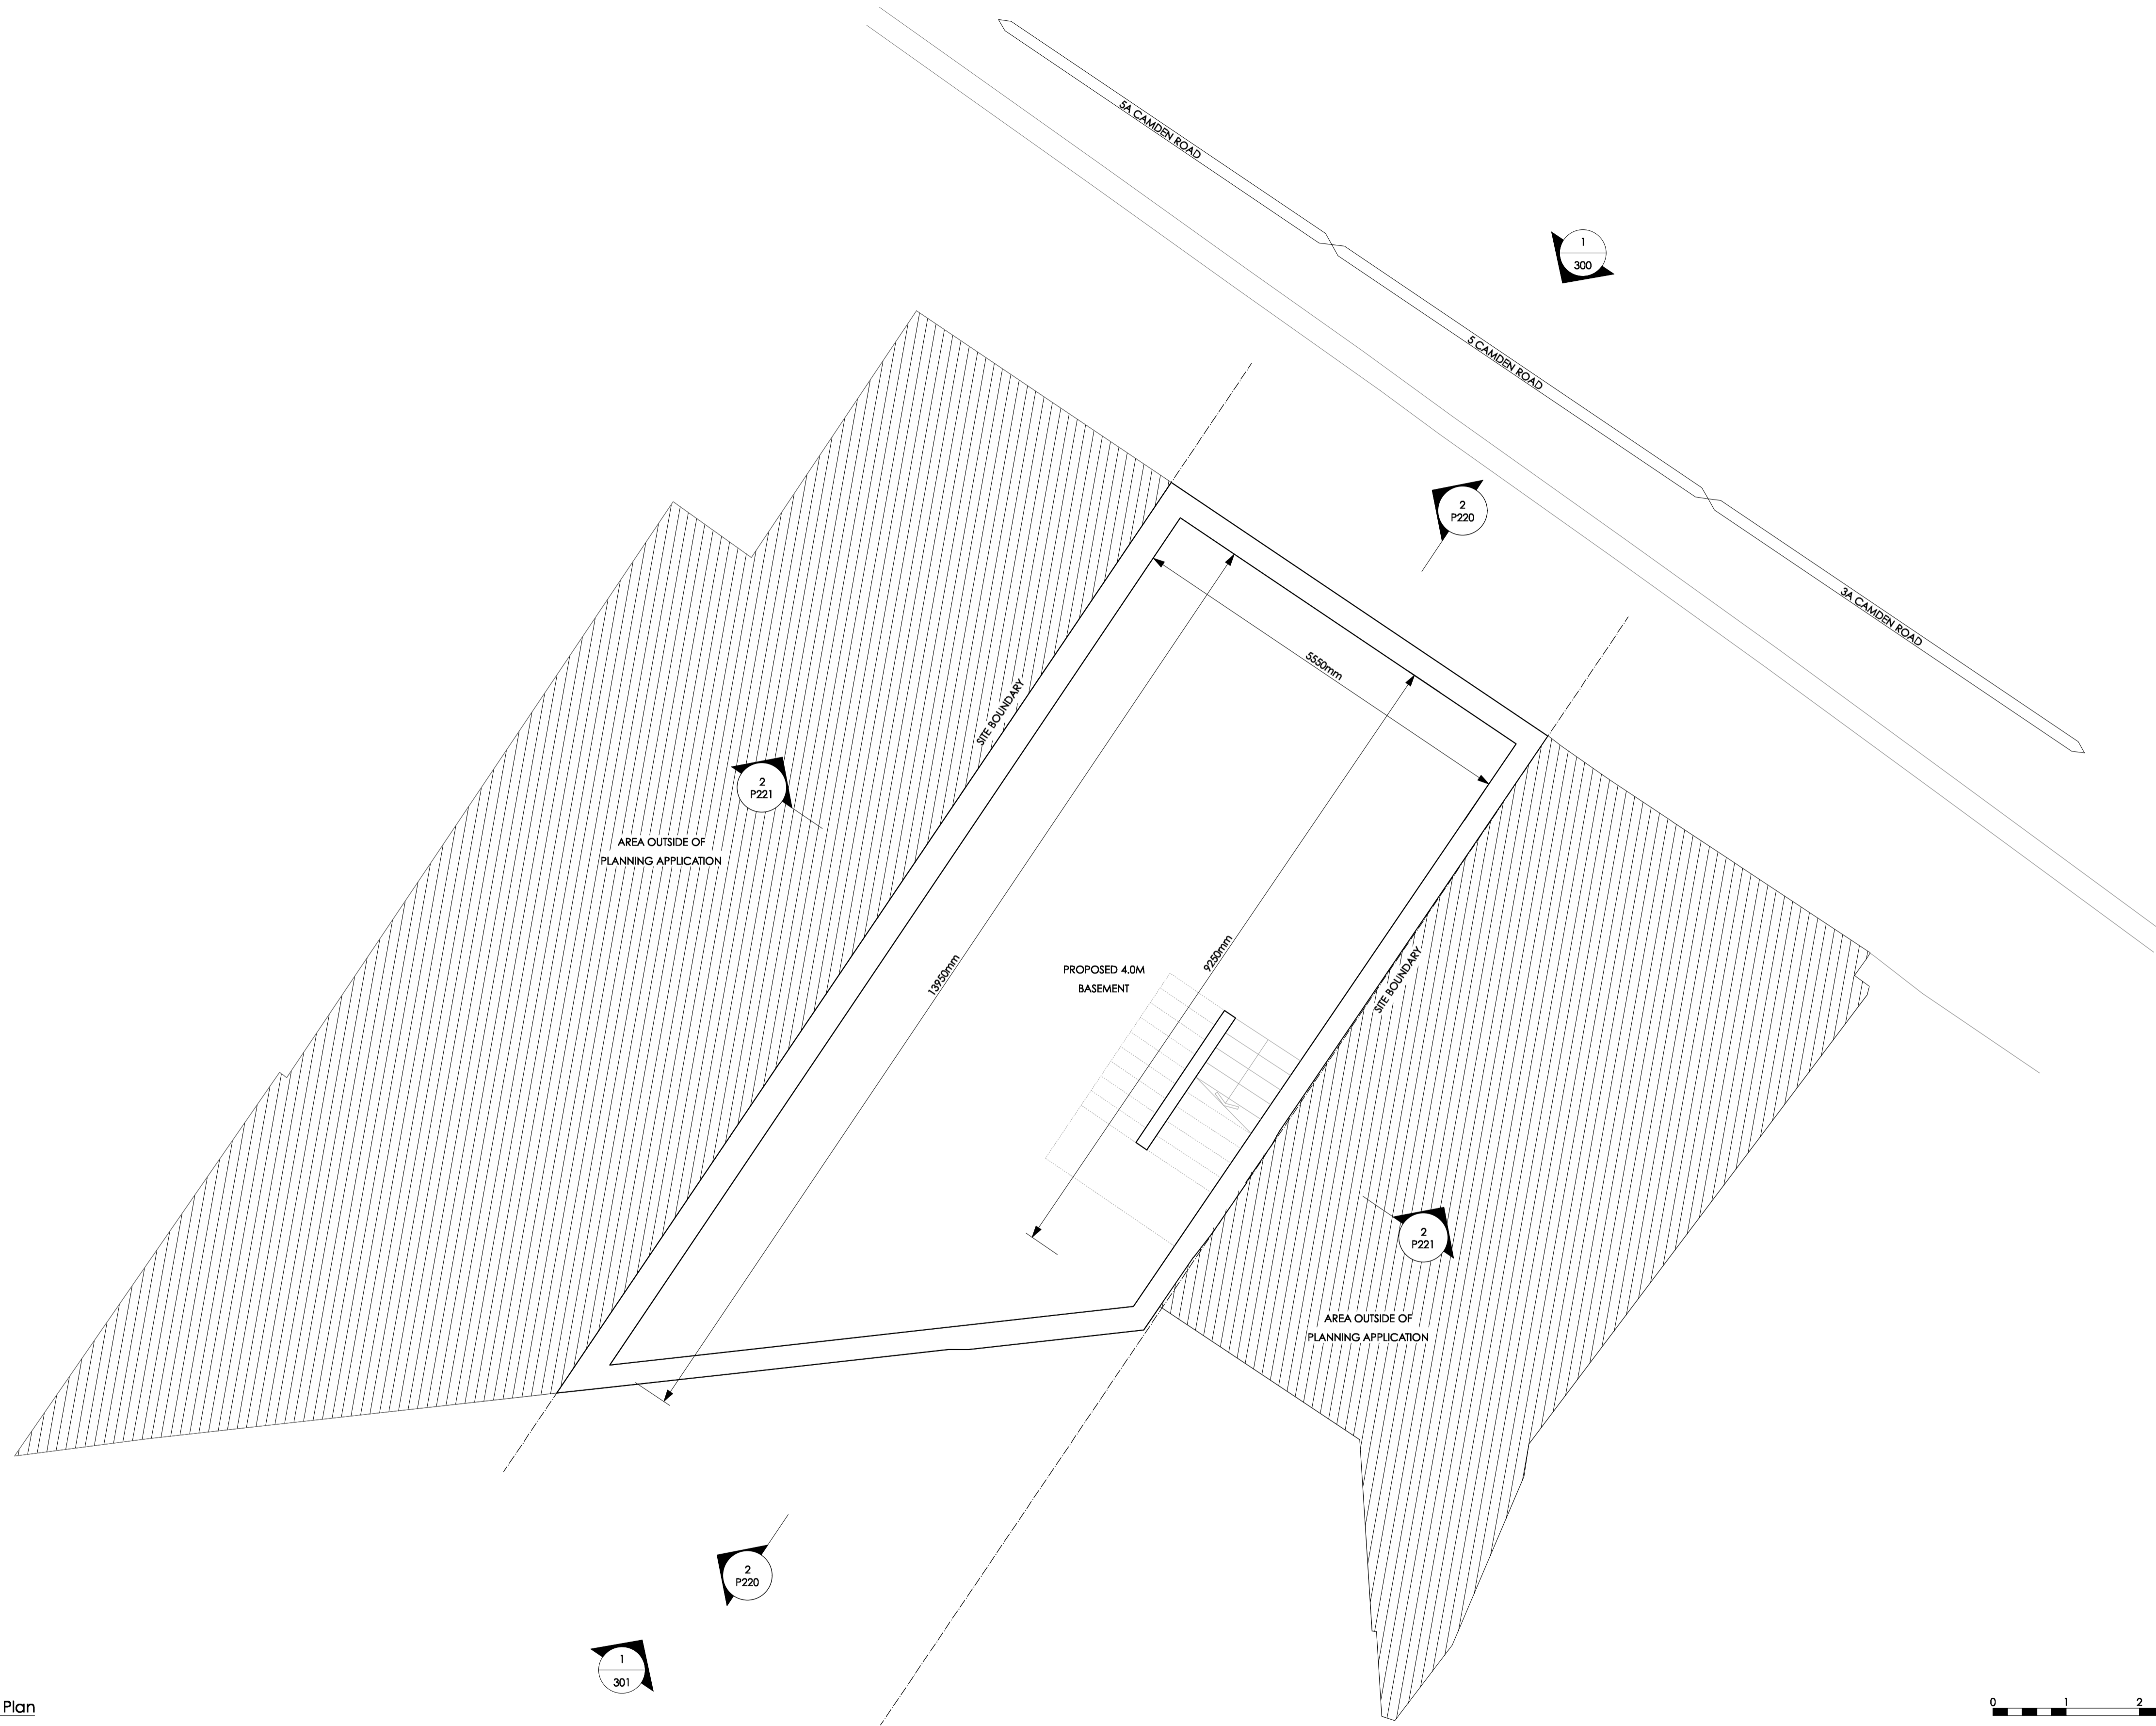 5A CAMDEN ROAD
1
300
5 CAMDEN ROAD
2
P220
3A CAMDEN ROAD
5550mm
SITE BOUNDARY
2
P221
AREA OUTSIDE OF
PLANNING APPLICATION
13950mm
PROPOSED 4.0M
BASEMENT
9250mm
SITE BOUNDARY
2
P221
AREA OUTSIDE OF
PLANNING APPLICATION
2
P220
1
301
Plan
0 1 2